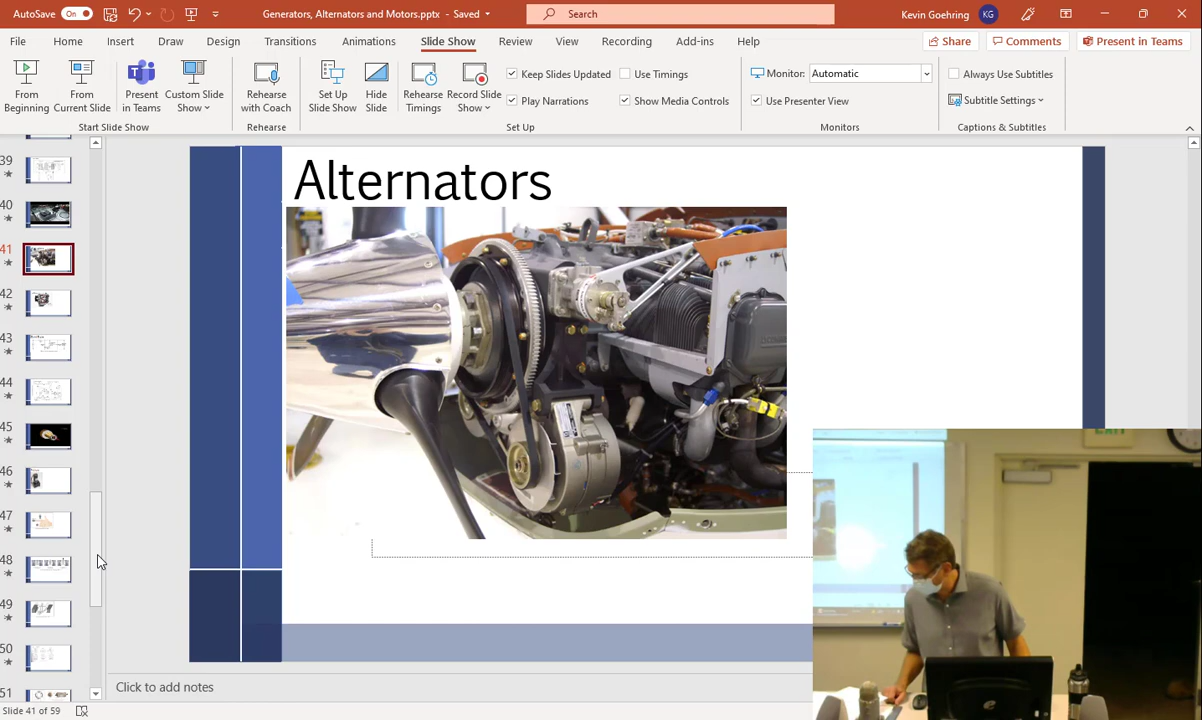 AutoSave On Generators, Alternators and Motors.pptx - Saved Search Kevin Goehring KG
File Home Insert Draw Design Transitions Animations Slide Show Review View Recording Add-ins Help Share Comments Present in Teams
From Beginning
From Current Slide
Present in Teams
Custom Slide Show
Rehearse with Coach
Set Up Slide Show
Hide Slide
Rehearse Timings
Record Slide Show
Keep Slides Updated
Use Timings
Play Narrations
Show Media Controls
Monitor: Automatic
Use Presenter View
Always Use Subtitles
Subtitle Settings
Start Slide Show
Rehearse
Set Up
Monitors
Captions & Subtitles
39
40
41
42
43
44
45
46
47
48
49
50
51
Alternators
EXIT
Click to add notes
Slide 41 of 59